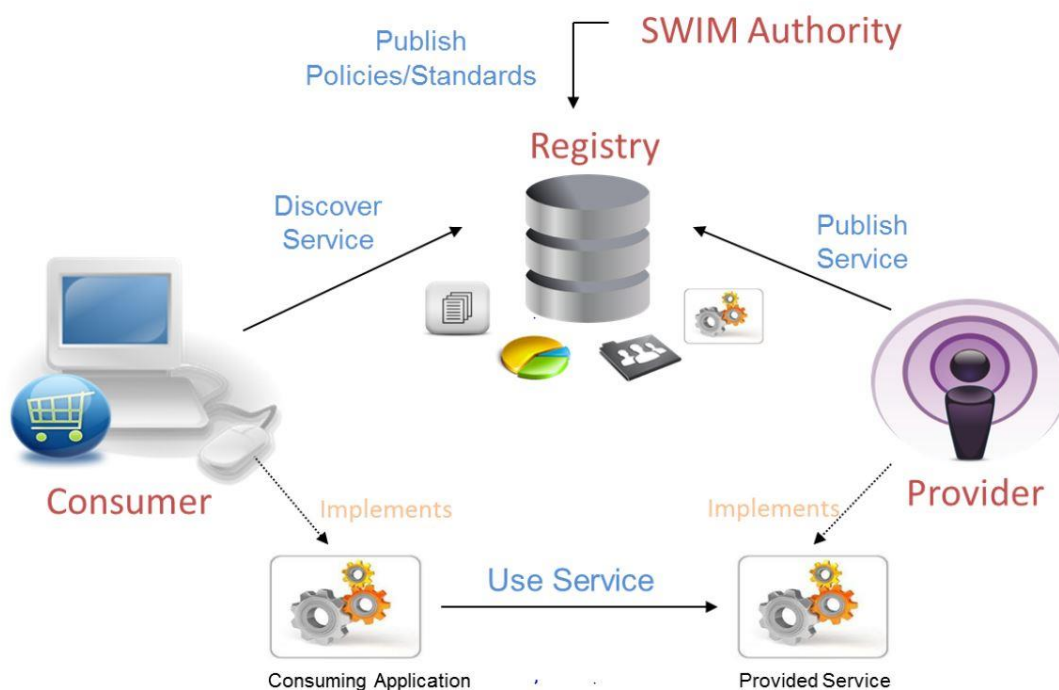 Publish
Policies/Standards
SWIM Authority
Registry
Discover
Service
Publish
Service
Consumer
Provider
Implements
Implements
Use Service
Consuming Application
Provided Service